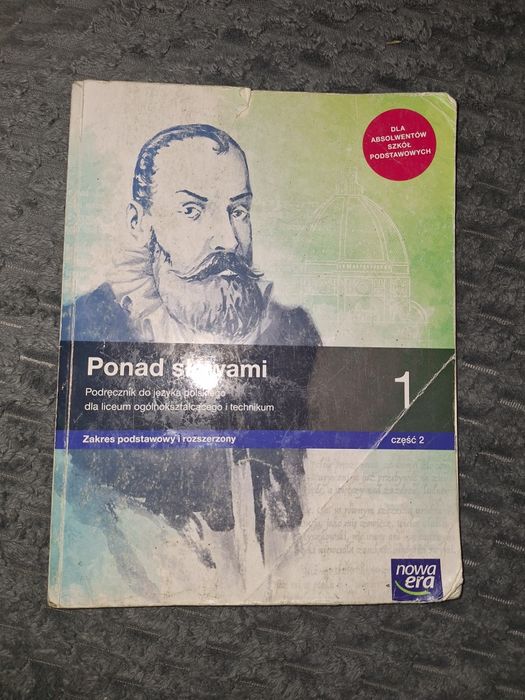 DLA
ABSOLWENTÓW
SZKÓŁ
PODSTAWOWYCH
Ponad słowami
1
Podręcznik do języka polskiego
dla liceum ogólnokształcącego i technikum
Zakres podstawowy i rozszerzony
część 2
nowa
era